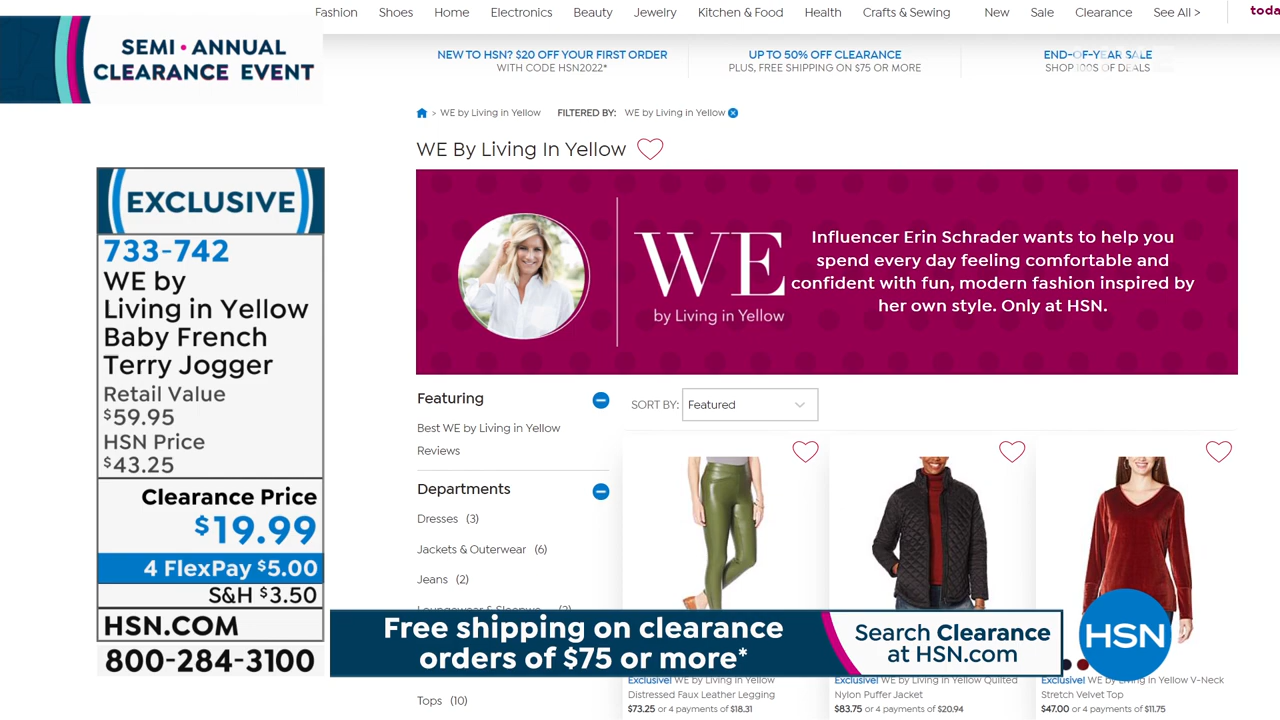 Fashion Shoes Home Electronics Beauty Jewelry Kitchen & Food Health Crafts & Sewing New Sale Clearance See All > toda
SEMI • ANNUAL
CLEARANCE EVENT
NEW TO HSN? $20 OFF YOUR FIRST ORDER
WITH CODE HSN2022*
UP TO 50% OFF CLEARANCE
PLUS, FREE SHIPPING ON $75 OR MORE
END-OF-YEAR SALE
SHOP 100S OF DEALS
> WE by Living in Yellow FILTERED BY: WE by Living in Yellow
WE By Living In Yellow
EXCLUSIVE
733-742
WE by
Living in Yellow
Baby French
Terry Jogger
Retail Value
$59.95
HSN Price
$43.25
Clearance Price
$19.99
4 FlexPay $5.00
S&H $3.50
HSN.COM
800-284-3100
WE
by Living in Yellow
Influencer Erin Schrader wants to help you
spend every day feeling comfortable and
confident with fun, modern fashion inspired by
her own style. Only at HSN.
Featuring
Best WE by Living in Yellow
Reviews
Departments
Dresses (3)
Jackets & Outerwear (6)
Jeans (2)
Tops (10)
SORT BY: Featured
Free shipping on clearance
orders of $75 or more*
Search Clearance
at HSN.com
HSN
Exclusive! WE by Living in Yellow
Distressed Faux Leather Legging
$73.25 or 4 payments of $18.31
Exclusive! WE by Living in Yellow Quilted
Nylon Puffer Jacket
$83.75 or 4 payments of $20.94
Exclusive! WE by Living in Yellow V-Neck
Stretch Velvet Top
$47.00 or 4 payments of $11.75